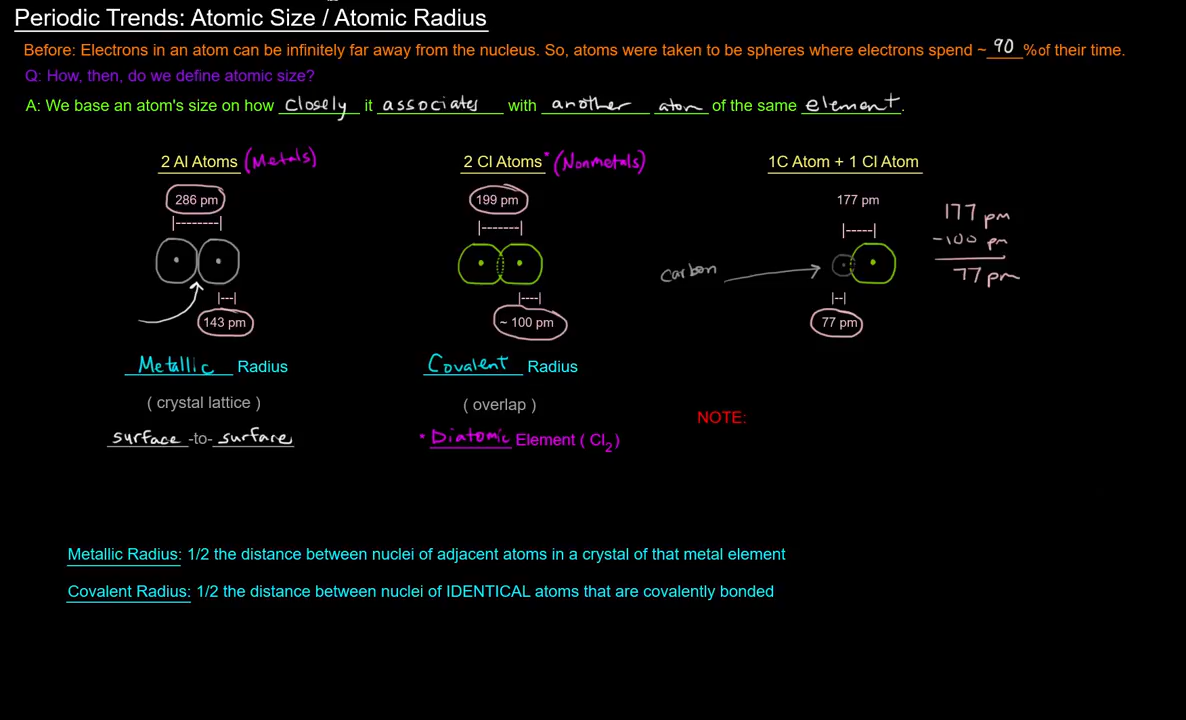 Periodic Trends: Atomic Size / Atomic Radius
Before: Electrons in an atom can be infinitely far away from the nucleus. So, atoms were taken to be spheres where electrons spend ~ 90 % of their time.
Q: How, then, do we define atomic size?
A: We base an atom's size on how closely it associates with another atom of the same element.
2 Al Atoms (Metals)
286 pm
|--------|
|---|
143 pm
Metallic Radius
( crystal lattice )
surface -to- surface
2 Cl Atoms * (Nonmetals)
199 pm
|-------|
|----|
~ 100 pm
Covalent Radius
( overlap )
* Diatomic Element ( Cl2 )
1C Atom + 1 Cl Atom
177 pm
|-----|
carbon
|--|
77 pm
177 pm
-100 pm
77 pm
NOTE:
Metallic Radius: 1/2 the distance between nuclei of adjacent atoms in a crystal of that metal element
Covalent Radius: 1/2 the distance between nuclei of IDENTICAL atoms that are covalently bonded